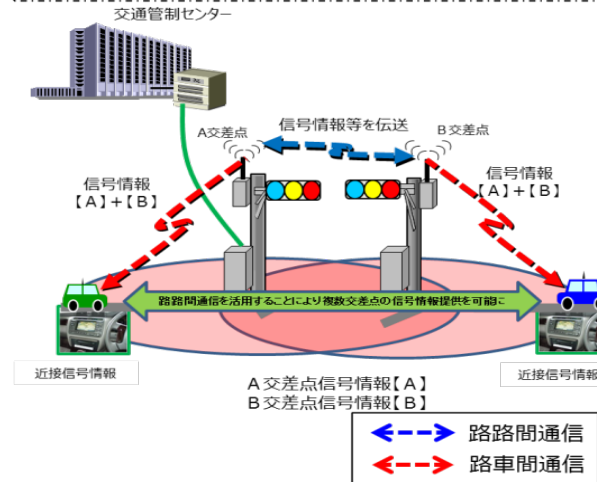 交通管制センター
A交差点
信号情報等を伝送
B交差点
信号情報
【A】+【B】
信号情報
【A】+【B】
路路間通信を活用することにより複数交差点の信号情報提供を可能に
近接信号情報
近接信号情報
A交差点信号情報【A】
B交差点信号情報【B】
路路間通信
路車間通信